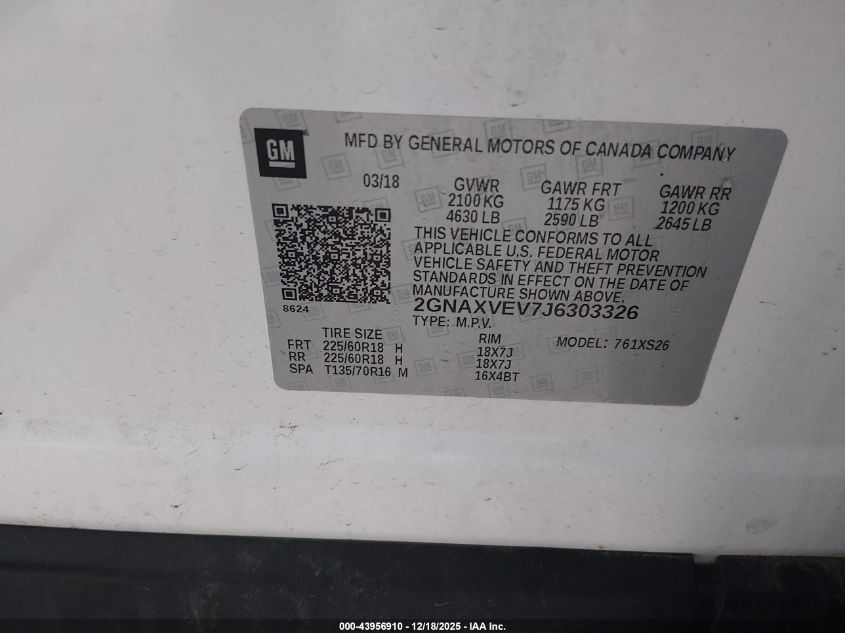 GM
MFD BY GENERAL MOTORS OF CANADA COMPANY
03/18 GVWR GAWR FRT GAWR RR
2100 KG 1175 KG 1200 KG
4630 LB 2590 LB 2645 LB
THIS VEHICLE CONFORMS TO ALL
APPLICABLE U.S. FEDERAL MOTOR
VEHICLE SAFETY AND THEFT PREVENTION
STANDARDS IN EFFECT ON THE DATE OF
MANUFACTURE SHOWN ABOVE.
8624
2GNAXVEV7J6303326
TYPE: M.P.V. MODEL: 761XS26
TIRE SIZE RIM
FRT 225/60R18 H 18X7J
RR 225/60R18 H 18X7J
SPA T135/70R16 M 16X4BT
000-43956910 - 12/18/2025 - IAA Inc.